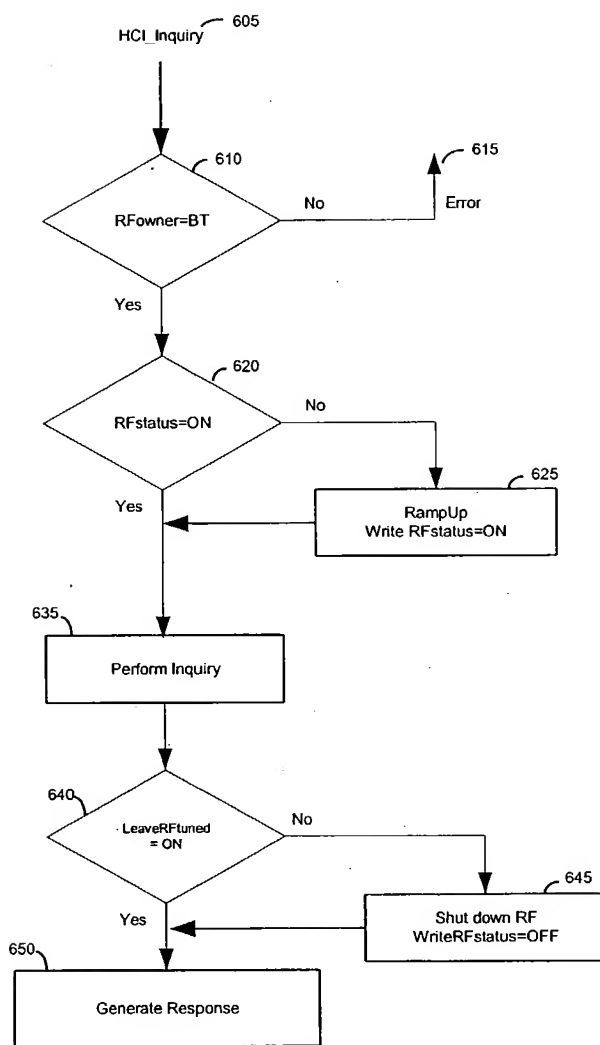 HCI_Inquiry
605
610
615
RFowner=BT
No
Error
Yes
620
RFstatus=ON
No
625
Yes
RampUp
Write RFstatus=ON
635
Perform Inquiry
640
LeaveRFtuned
= ON
No
645
Yes
Shut down RF
WriteRFstatus=OFF
650
Generate Response